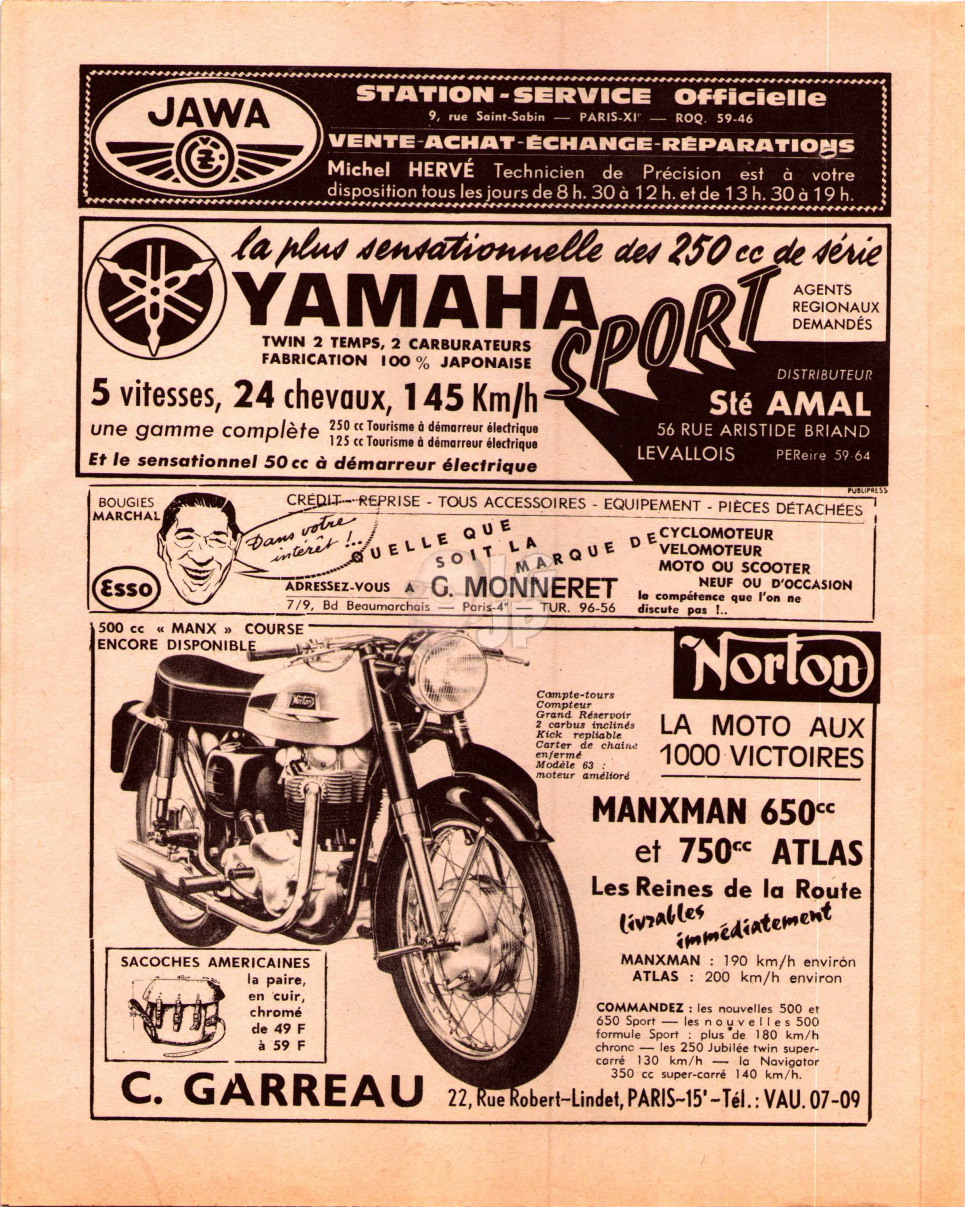 JAWA
CZ
STATION-SERVICE Officielle
9, rue Saint-Sabin — PARIS-XIᵉ — ROQ. 59-46
VENTE-ACHAT-ÉCHANGE-RÉPARATIONS
Michel HERVÉ Technicien de Précision est à votre
disposition tous les jours de 8 h. 30 à 12 h. et de 13 h. 30 à 19 h.
la plus sensationnelle des 250 cc de série
YAMAHA
SPORT
AGENTS
REGIONAUX
DEMANDÉS
TWIN 2 TEMPS, 2 CARBURATEURS
FABRICATION 100 % JAPONAISE
5 vitesses, 24 chevaux, 145 Km/h
une gamme complète
250 cc Tourisme à démarreur électrique
125 cc Tourisme à démarreur électrique
Et le sensationnel 50 cc à démarreur électrique
DISTRIBUTEUR
Sté AMAL
56 RUE ARISTIDE BRIAND
LEVALLOIS PEReire 59-64
PUBLIPRESS
BOUGIES
MARCHAL
Esso
CRÉDIT - REPRISE - TOUS ACCESSOIRES - EQUIPEMENT - PIÈCES DÉTACHÉES
Dans votre
intérêt !..
QUELLE QUE
SOIT LA
MARQUE DE
CYCLOMOTEUR
VELOMOTEUR
MOTO OU SCOOTER
NEUF OU D'OCCASION
la compétence que l'on ne
discute pas !..
ADRESSEZ-VOUS A G. MONNERET
7/9, Bd Beaumarchais — Paris-4ᵉ — TUR. 96-56
JP
500 cc « MANX » COURSE
ENCORE DISPONIBLE
Norton
Norton
Compte-tours
Compteur
Grand Réservoir
2 carbus inclinés
Kick repliable
Carter de chaîne
enfermé
Modèle 63 :
moteur amélioré
LA MOTO AUX
1000 VICTOIRES
MANXMAN 650cc
et 750cc ATLAS
Les Reines de la Route
livrables
immédiatement
MANXMAN : 190 km/h environ
ATLAS : 200 km/h environ
COMMANDEZ : les nouvelles 500 et
650 Sport — les nouvelles 500
formule Sport : plus de 180 km/h
chrono — les 250 Jubilée twin super-
carré 130 km/h — la Navigator
350 cc super-carré 140 km/h.
SACOCHES AMERICAINES
la paire,
en cuir,
chromé
de 49 F
à 59 F
C. GARREAU 22, Rue Robert-Lindet, PARIS-15ᵉ - Tél. : VAU. 07-09